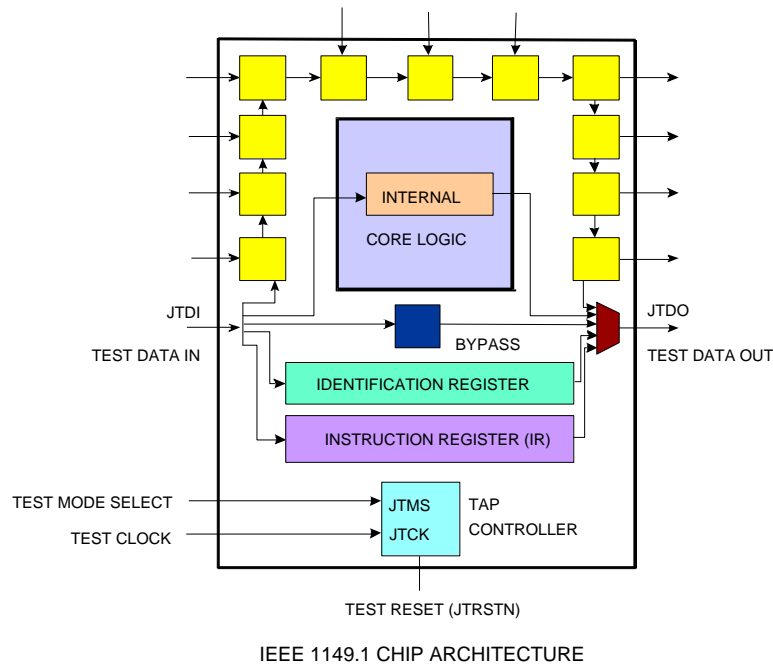 INTERNAL
CORE LOGIC
JTDI
JTDO
TEST DATA IN
BYPASS
TEST DATA OUT
IDENTIFICATION REGISTER
INSTRUCTION REGISTER (IR)
TEST MODE SELECT
JTMS
TAP
CONTROLLER
TEST CLOCK
JTCK
TEST RESET (JTRSTN)
IEEE 1149.1 CHIP ARCHITECTURE